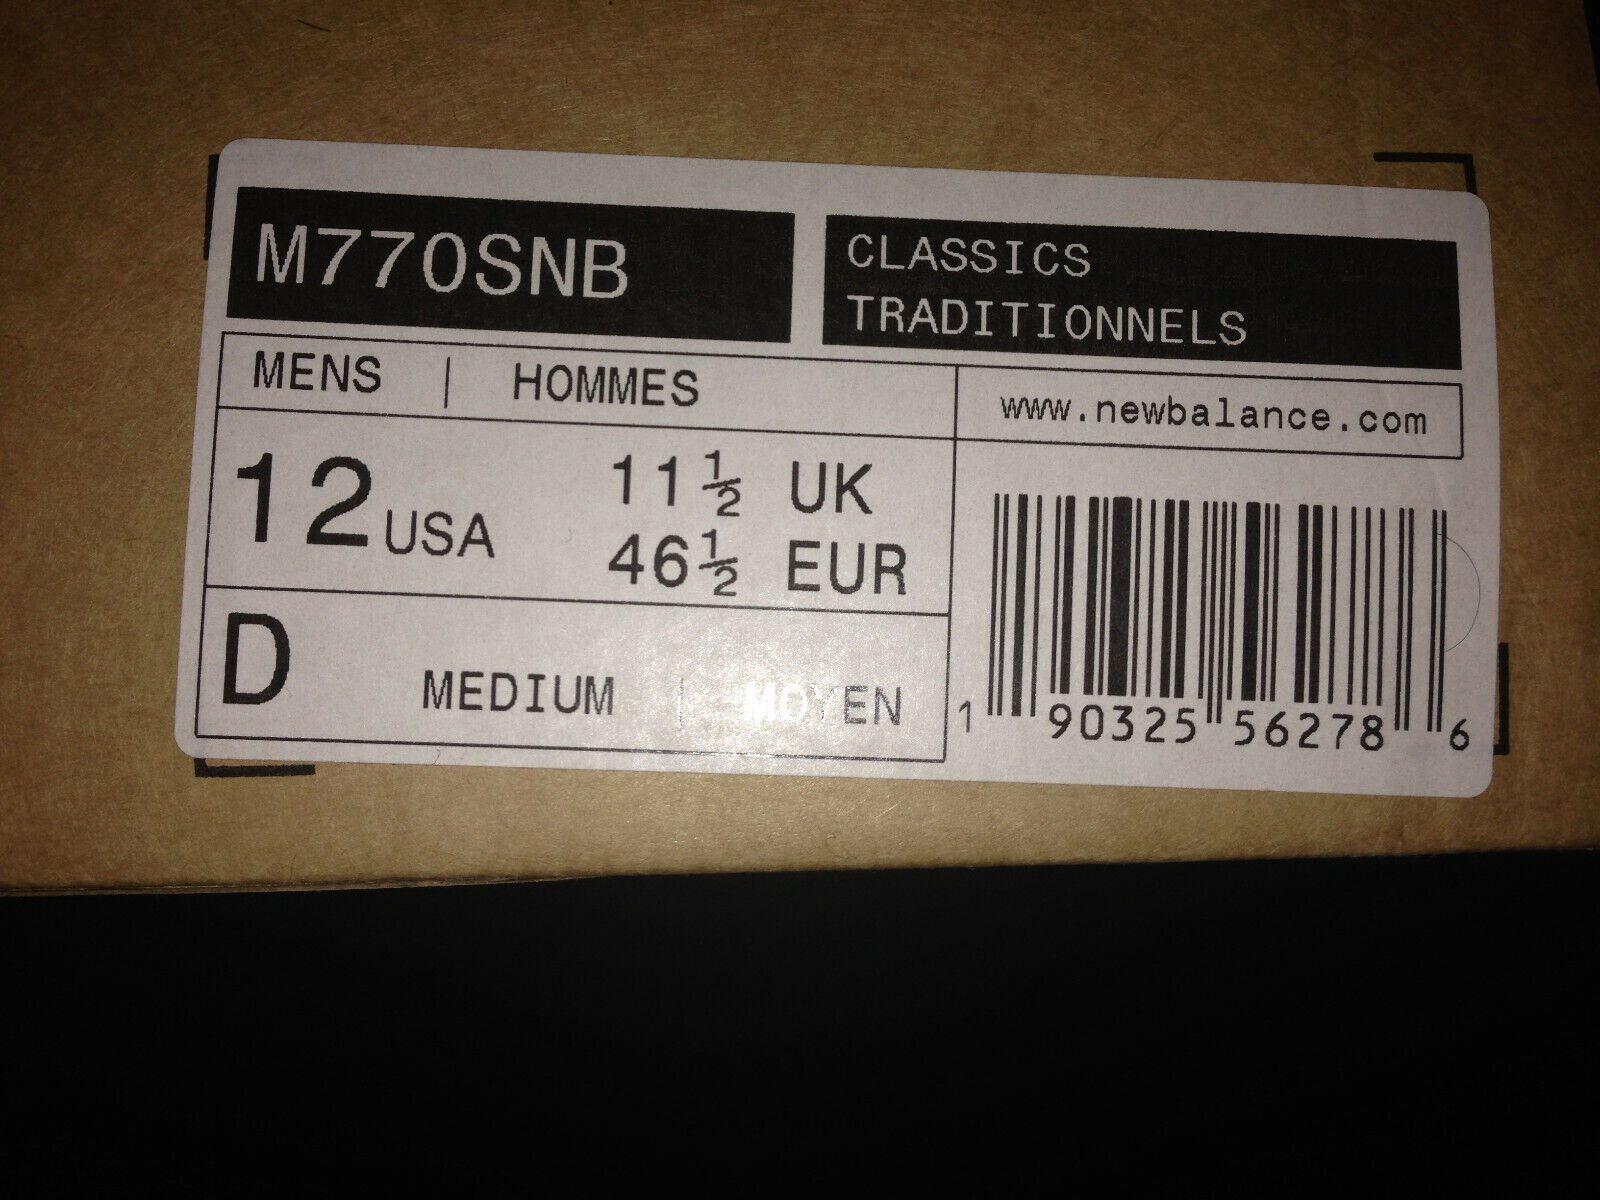 M770SNB
CLASSICS
TRADITIONNELS
MENS | HOMMES
www.newbalance.com
12 USA
11½ UK
46½ EUR
D
MEDIUM | MOYEN
1 90325 56278 6